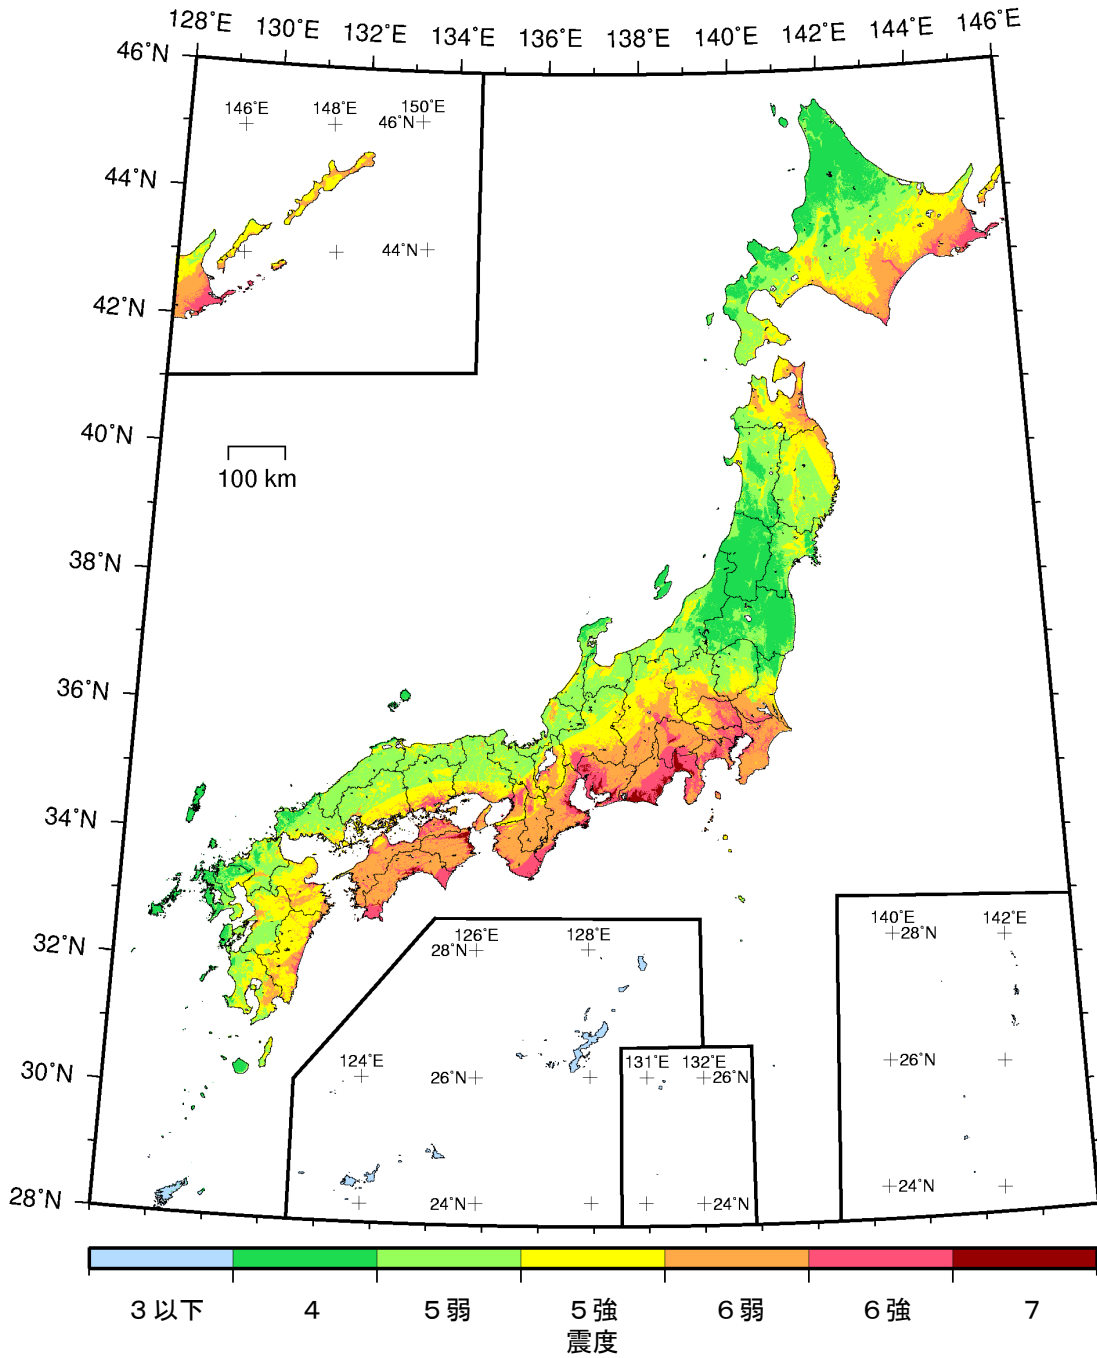 128°E 130°E 132°E 134°E 136°E 138°E 140°E 142°E 144°E 146°E
46°N
146°E 148°E 150°E
46°N
44°N
44°N
42°N
40°N
100 km
38°N
36°N
34°N
32°N
126°E 128°E
28°N
140°E 142°E
28°N
30°N
124°E
26°N
131°E 132°E
26°N
26°N
28°N
24°N
24°N
24°N
3以下 4 5弱 5強 6弱 6強 7
震度